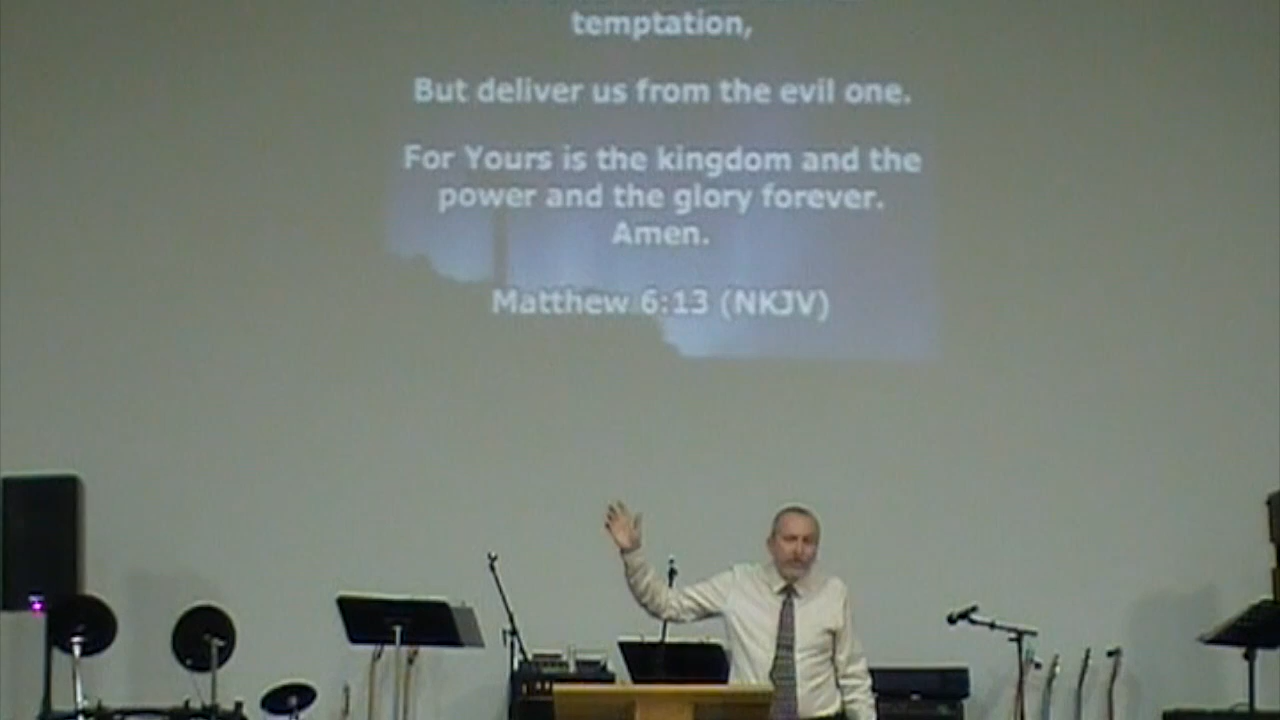 temptation,
But deliver us from the evil one.
For Yours is the kingdom and the
power and the glory forever.
Amen.
Matthew 6:13 (NKJV)